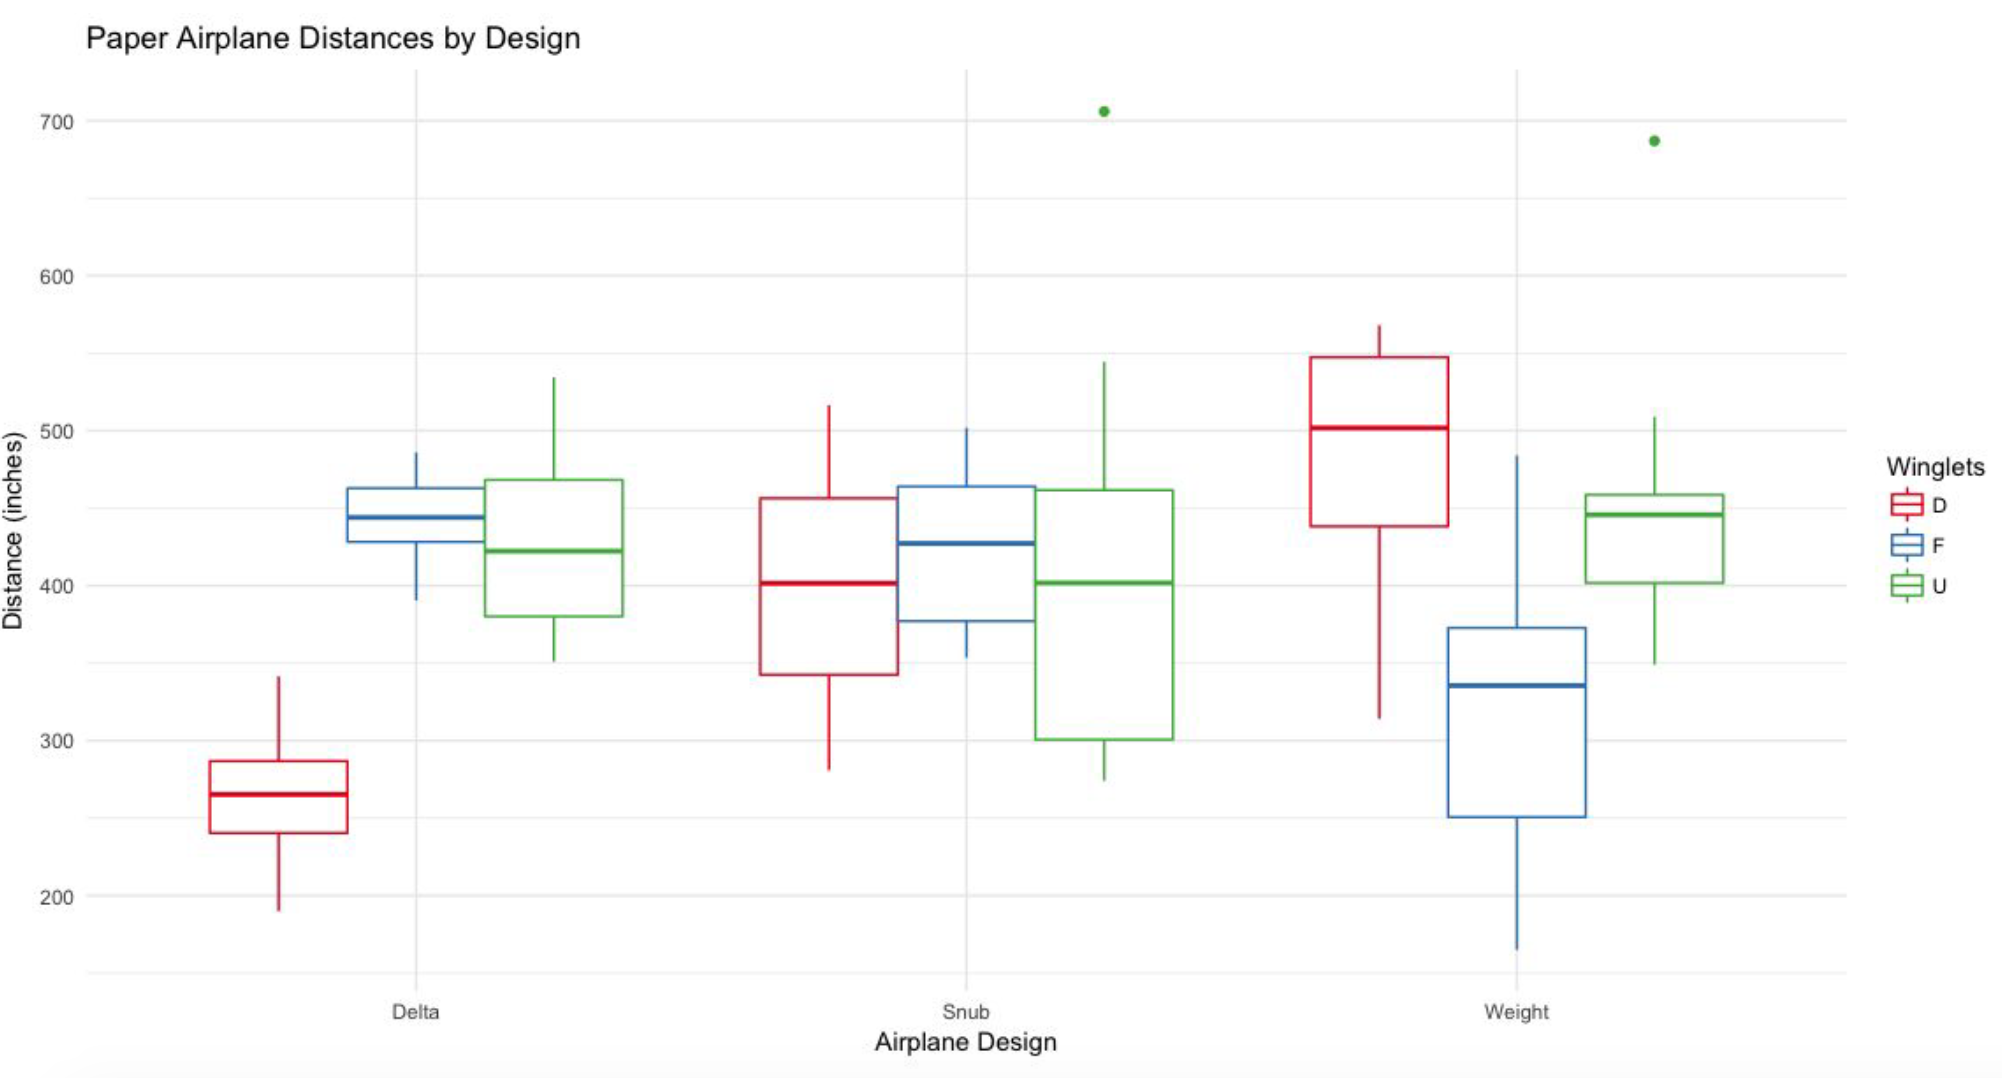 Paper Airplane Distances by Design
700
600
500
400
300
200
Distance (inches)
Delta
Snub
Weight
Airplane Design
Winglets
D
F
U